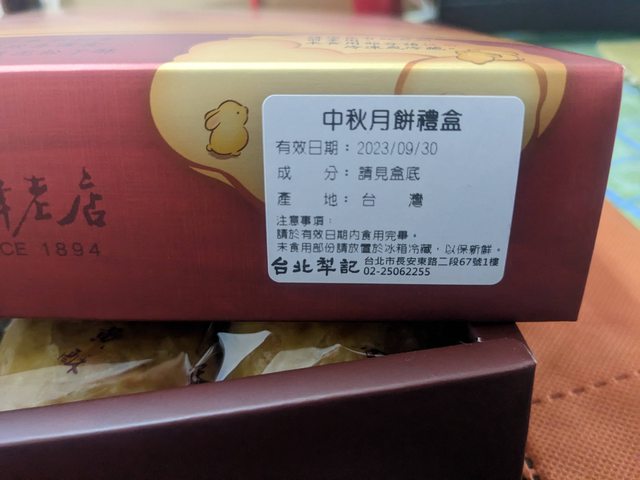 老店
CE 1894
中秋月餅禮盒
有效日期：2023/09/30
成　分：請見盒底
產　地：台　灣
注意事項：
請於有效日期內食用完畢。
未食用部份請放置於冰箱冷藏，以保新鮮。
台北犁記 台北市長安東路二段67號1樓
02-25062255